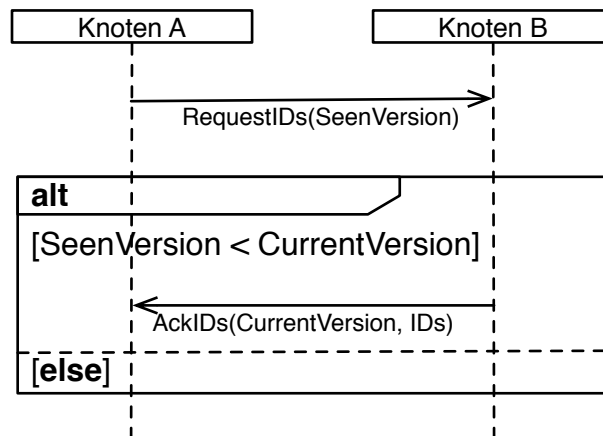 Knoten A
Knoten B
RequestIDs(SeenVersion)
alt
[SeenVersion < CurrentVersion]
AckIDs(CurrentVersion, IDs)
[else]